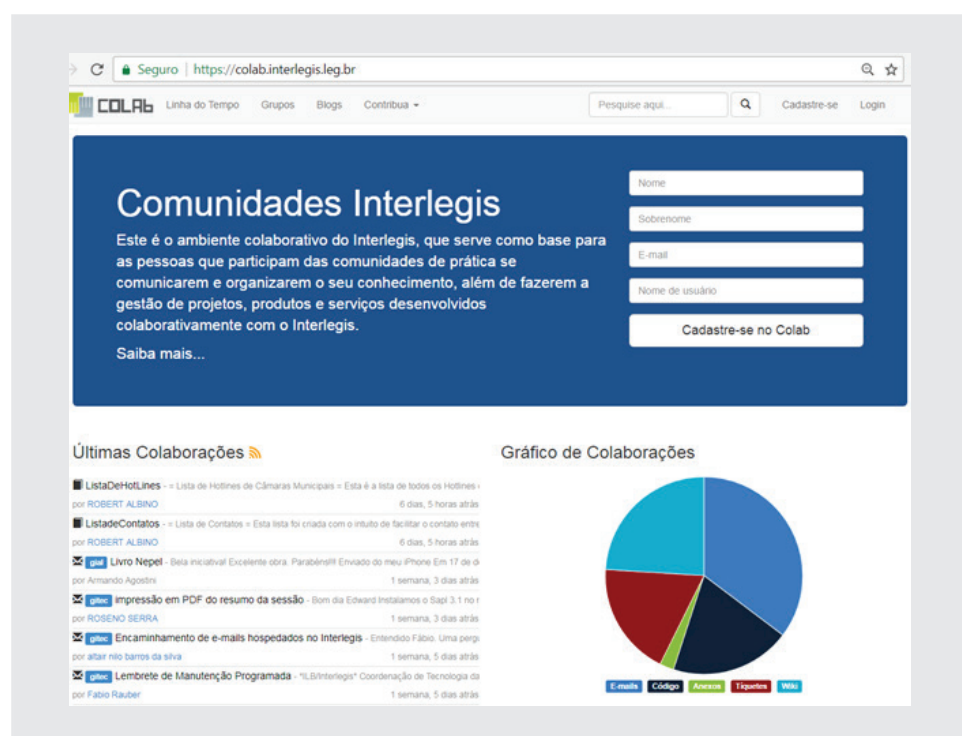 Seguro | https://colab.interlegis.leg.br
COLAb Linha do Tempo Grupos Blogs Contribua Pesquise aqui... Cadastre-se Login
Comunidades Interlegis
Este é o ambiente colaborativo do Interlegis, que serve como base para
as pessoas que participam das comunidades de prática se
comunicarem e organizarem o seu conhecimento, além de fazerem a
gestão de projetos, produtos e serviços desenvolvidos
colaborativamente com o Interlegis.
Saiba mais...
Nome
Sobrenome
E-mail
Nome de usuário
Cadastre-se no Colab
Últimas Colaborações
ListaDeHotLines - = Lista de Hotlines de Câmaras Municipais = Esta é a lista de todos os Hotlines
por ROBERT ALBINO 6 dias, 5 horas atrás
ListadeContatos - = Lista de Contatos = Esta lista foi criada com o intuito de facilitar o contato entre
por ROBERT ALBINO 6 dias, 5 horas atrás
gial Livro Nepel - Bela iniciativa! Excelente obra. Parabéns!!! Enviado do meu iPhone Em 17 de
por Armando Agostini 1 semana, 3 dias atrás
gitec impressão em PDF do resumo da sessão - Bom dia Edward Instalamos o Sapl 3.1 no
por ROSENO SERRA 1 semana, 3 dias atrás
gitec Encaminhamento de e-mails hospedados no Interlegis - Entendido Fábio. Uma
por altair nilo barros da silva 1 semana, 5 dias atrás
gitec Lembrete de Manutenção Programada - *ILB/Interlegis* Coordenação de Tecnologia da
por Fabio Rauber 1 semana, 5 dias atrás
Gráfico de Colaborações
E-mails Código Anexos Tíquetes Wiki